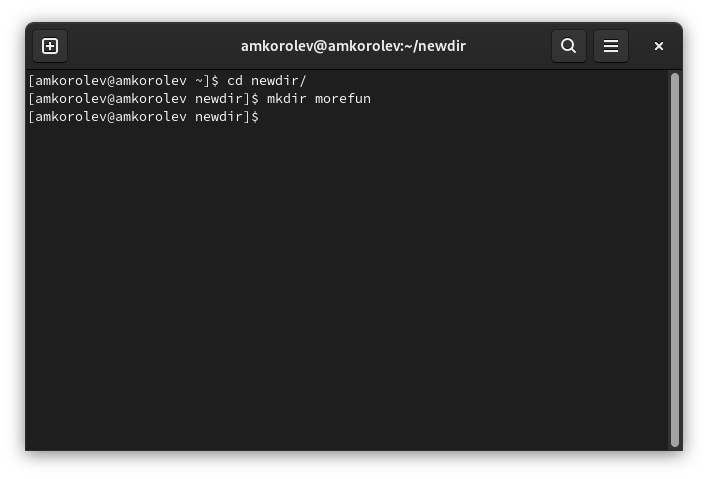 amkorolev@amkorolev:~/newdir
[amkorolev@amkorolev ~]$ cd newdir/
[amkorolev@amkorolev newdir]$ mkdir morefun
[amkorolev@amkorolev newdir]$